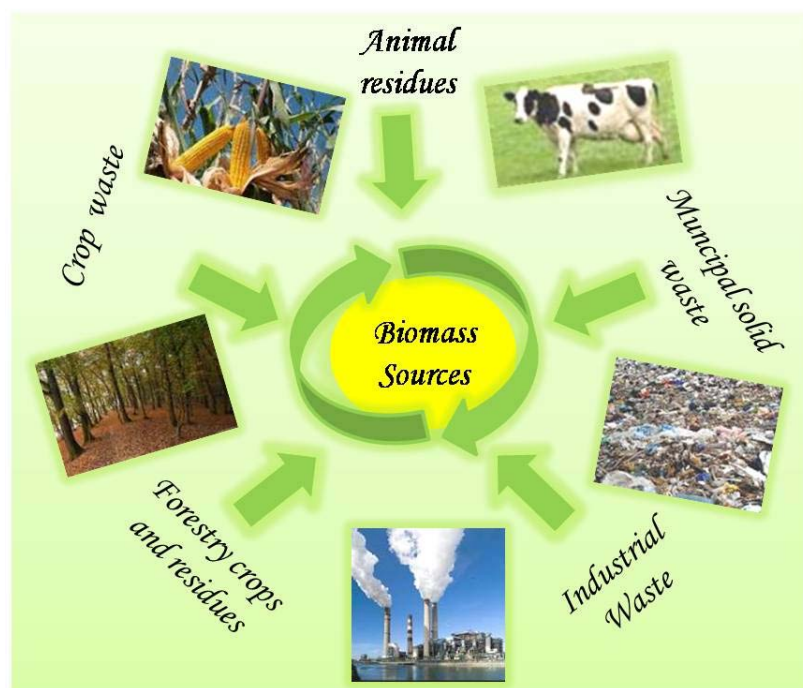 Animal
residues
Crop waste
Muncipal solid
waste
Biomass
Sources
Forestry crops
and residues
Industrial
Waste